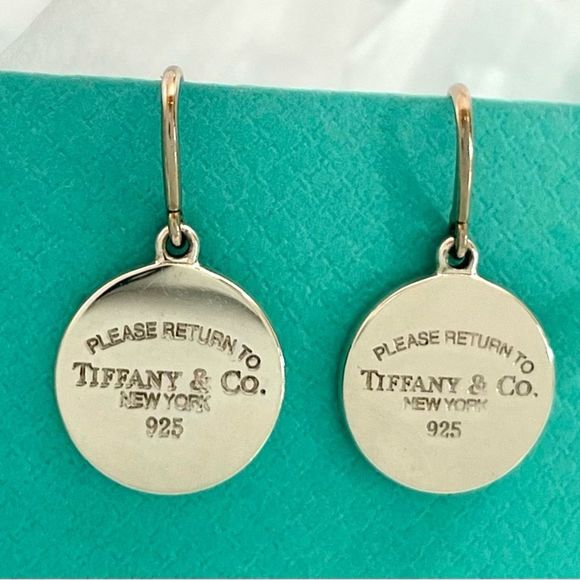 PLEASE RETURN TO
TIFFANY & CO.
NEW YORK
925
PLEASE RETURN TO
TIFFANY & CO.
NEW YORK
925